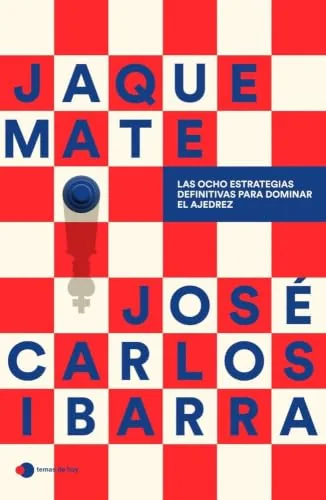 JAQUE
MATE
LAS OCHO ESTRATEGIAS
DEFINITIVAS PARA DOMINAR
EL AJEDREZ
JOSÉ
CARLOS
IBARRA
temas de hoy